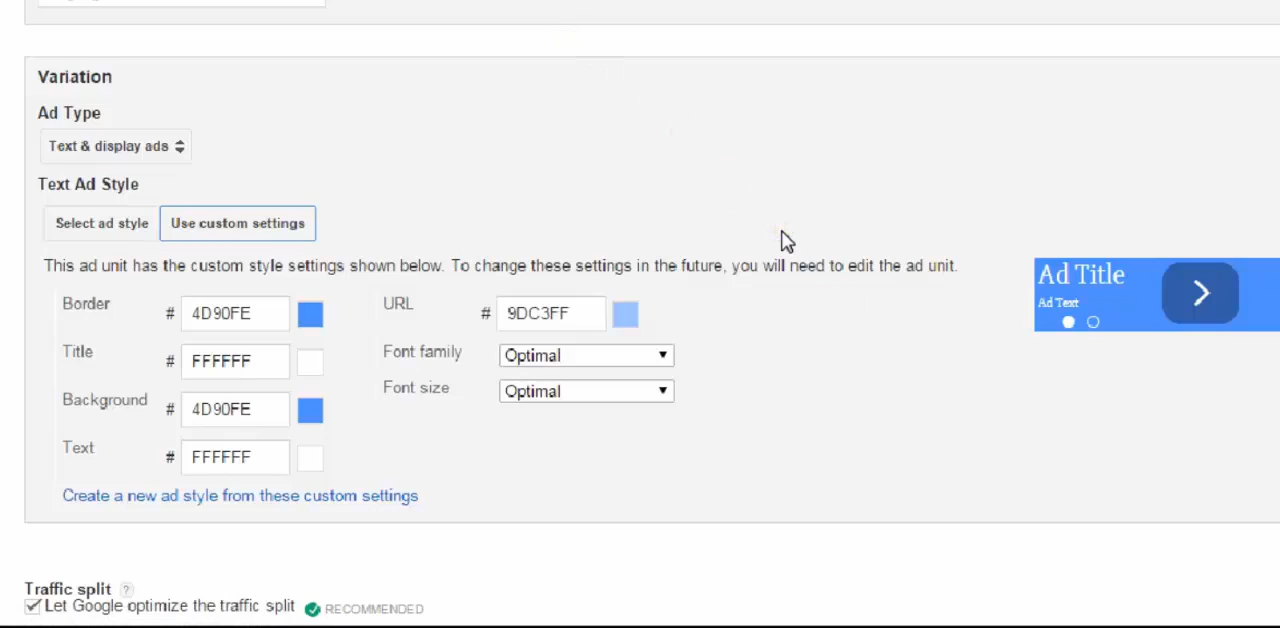 Variation
Ad Type
Text & display ads
Text Ad Style
Select ad style Use custom settings
This ad unit has the custom style settings shown below. To change these settings in the future, you will need to edit the ad unit.
Border # 4D90FE
Title # FFFFFF
Background # 4D90FE
Text # FFFFFF
URL # 9DC3FF
Font family Optimal
Font size Optimal
Create a new ad style from these custom settings
Ad Title
Ad Text
Traffic split ?
Let Google optimize the traffic split RECOMMENDED